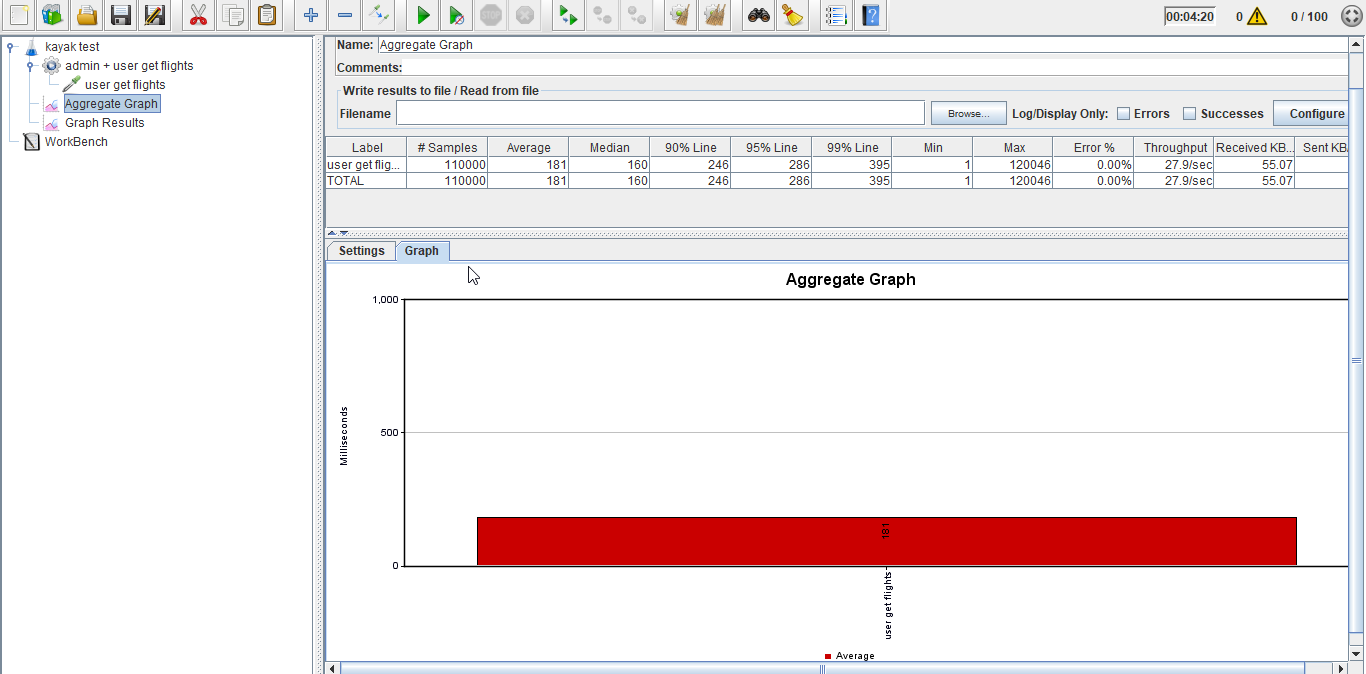 STOP
00:04:20 0 0 / 100
kayak test
admin + user get flights
user get flights
Aggregate Graph
Graph Results
WorkBench
Name: Aggregate Graph
Comments:
Write results to file / Read from file
Filename Browse... Log/Display Only: Errors Successes Configure
Label # Samples Average Median 90% Line 95% Line 99% Line Min Max Error % Throughput Received KB... Sent KB
user get flig... 110000 181 160 246 286 395 1 120046 0.00% 27.9/sec 55.07
TOTAL 110000 181 160 246 286 395 1 120046 0.00% 27.9/sec 55.07
Settings Graph
Aggregate Graph
1,000
500
0
Milliseconds
181
user get flights
Average